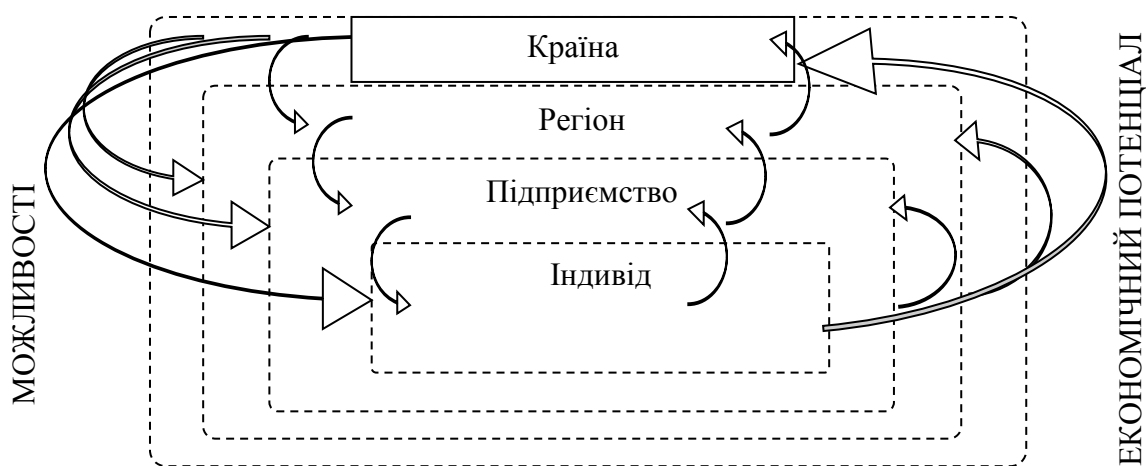 Країна
Регіон
Підприємство
Індивід
МОЖЛИВОСТІ
ЕКОНОМІЧНИЙ ПОТЕНЦІАЛ